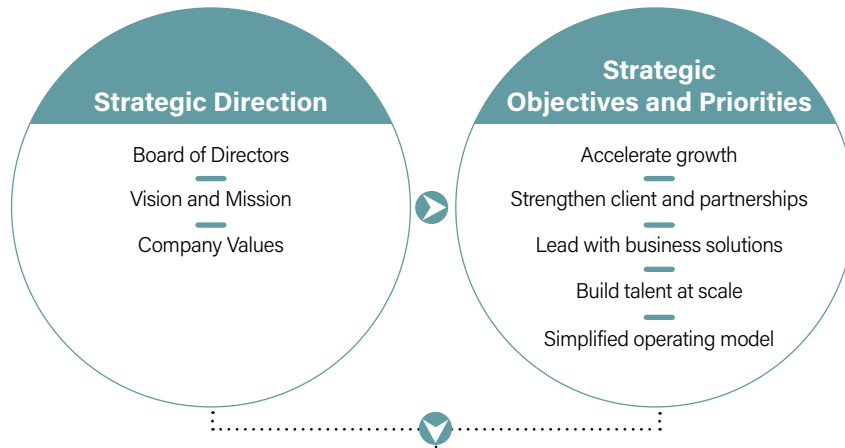 Strategic Direction
Board of Directors
Vision and Mission
Company Values
Strategic
Objectives and Priorities
Accelerate growth
Strengthen client and partnerships
Lead with business solutions
Build talent at scale
Simplified operating model